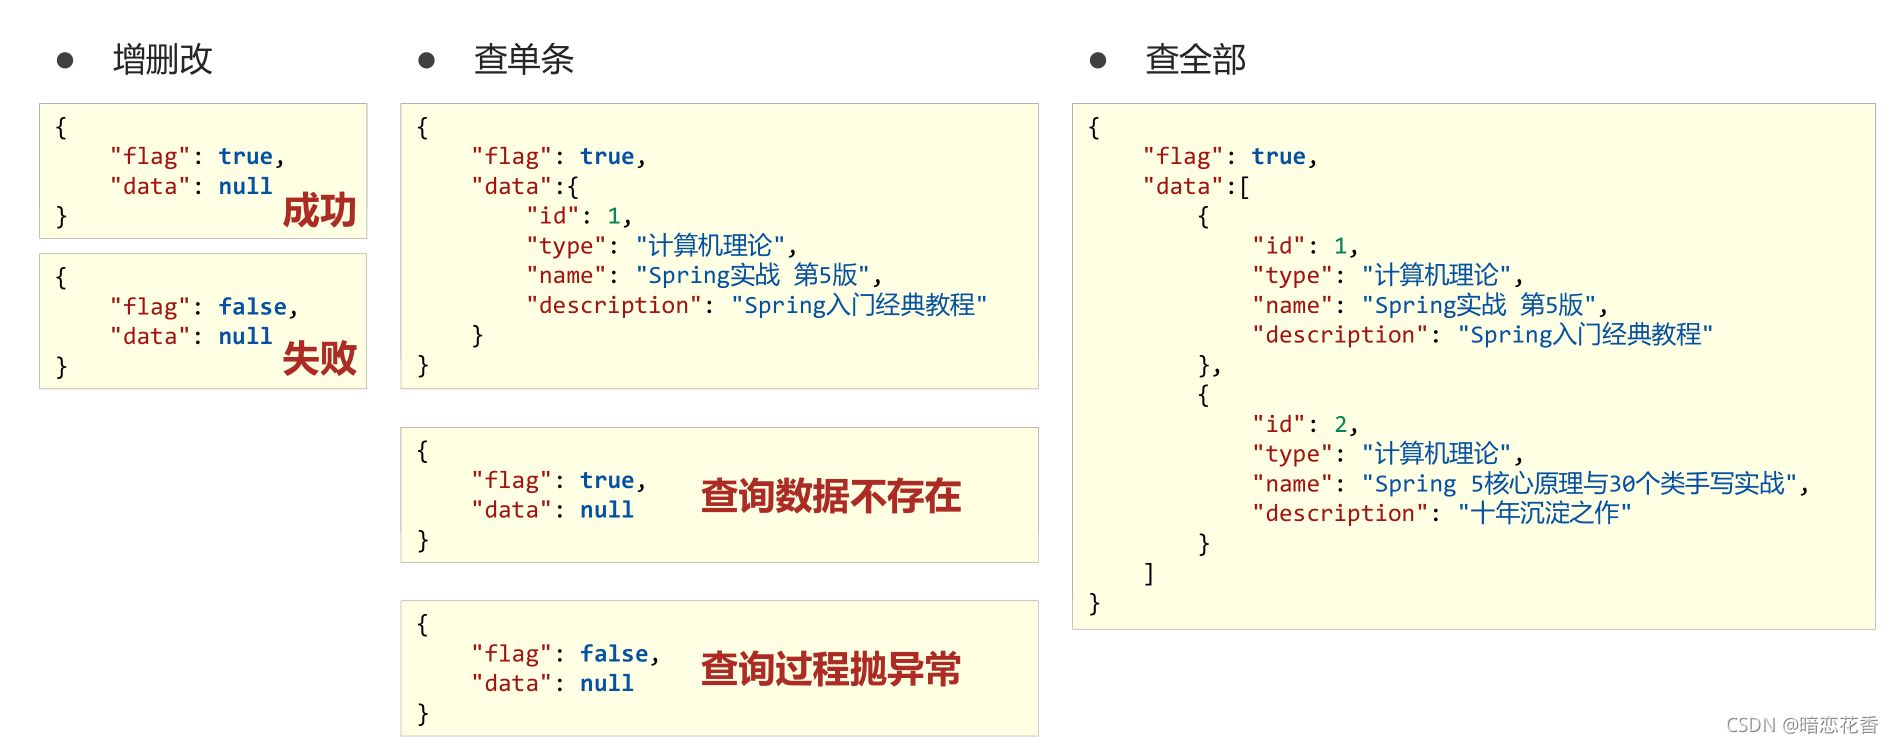 ● 增删改
{
    "flag": true,
    "data": null
}
成功
{
    "flag": false,
    "data": null
}
失败
● 查单条
{
    "flag": true,
    "data":{
        "id": 1,
        "type": "计算机理论",
        "name": "Spring实战 第5版",
        "description": "Spring入门经典教程"
    }
}
{
    "flag": true,
    "data": null
}
查询数据不存在
{
    "flag": false,
    "data": null
}
查询过程抛异常
● 查全部
{
    "flag": true,
    "data":[
        {
            "id": 1,
            "type": "计算机理论",
            "name": "Spring实战 第5版",
            "description": "Spring入门经典教程"
        },
        {
            "id": 2,
            "type": "计算机理论",
            "name": "Spring 5核心原理与30个类手写实战",
            "description": "十年沉淀之作"
        }
    ]
}
CSDN @暗恋花香